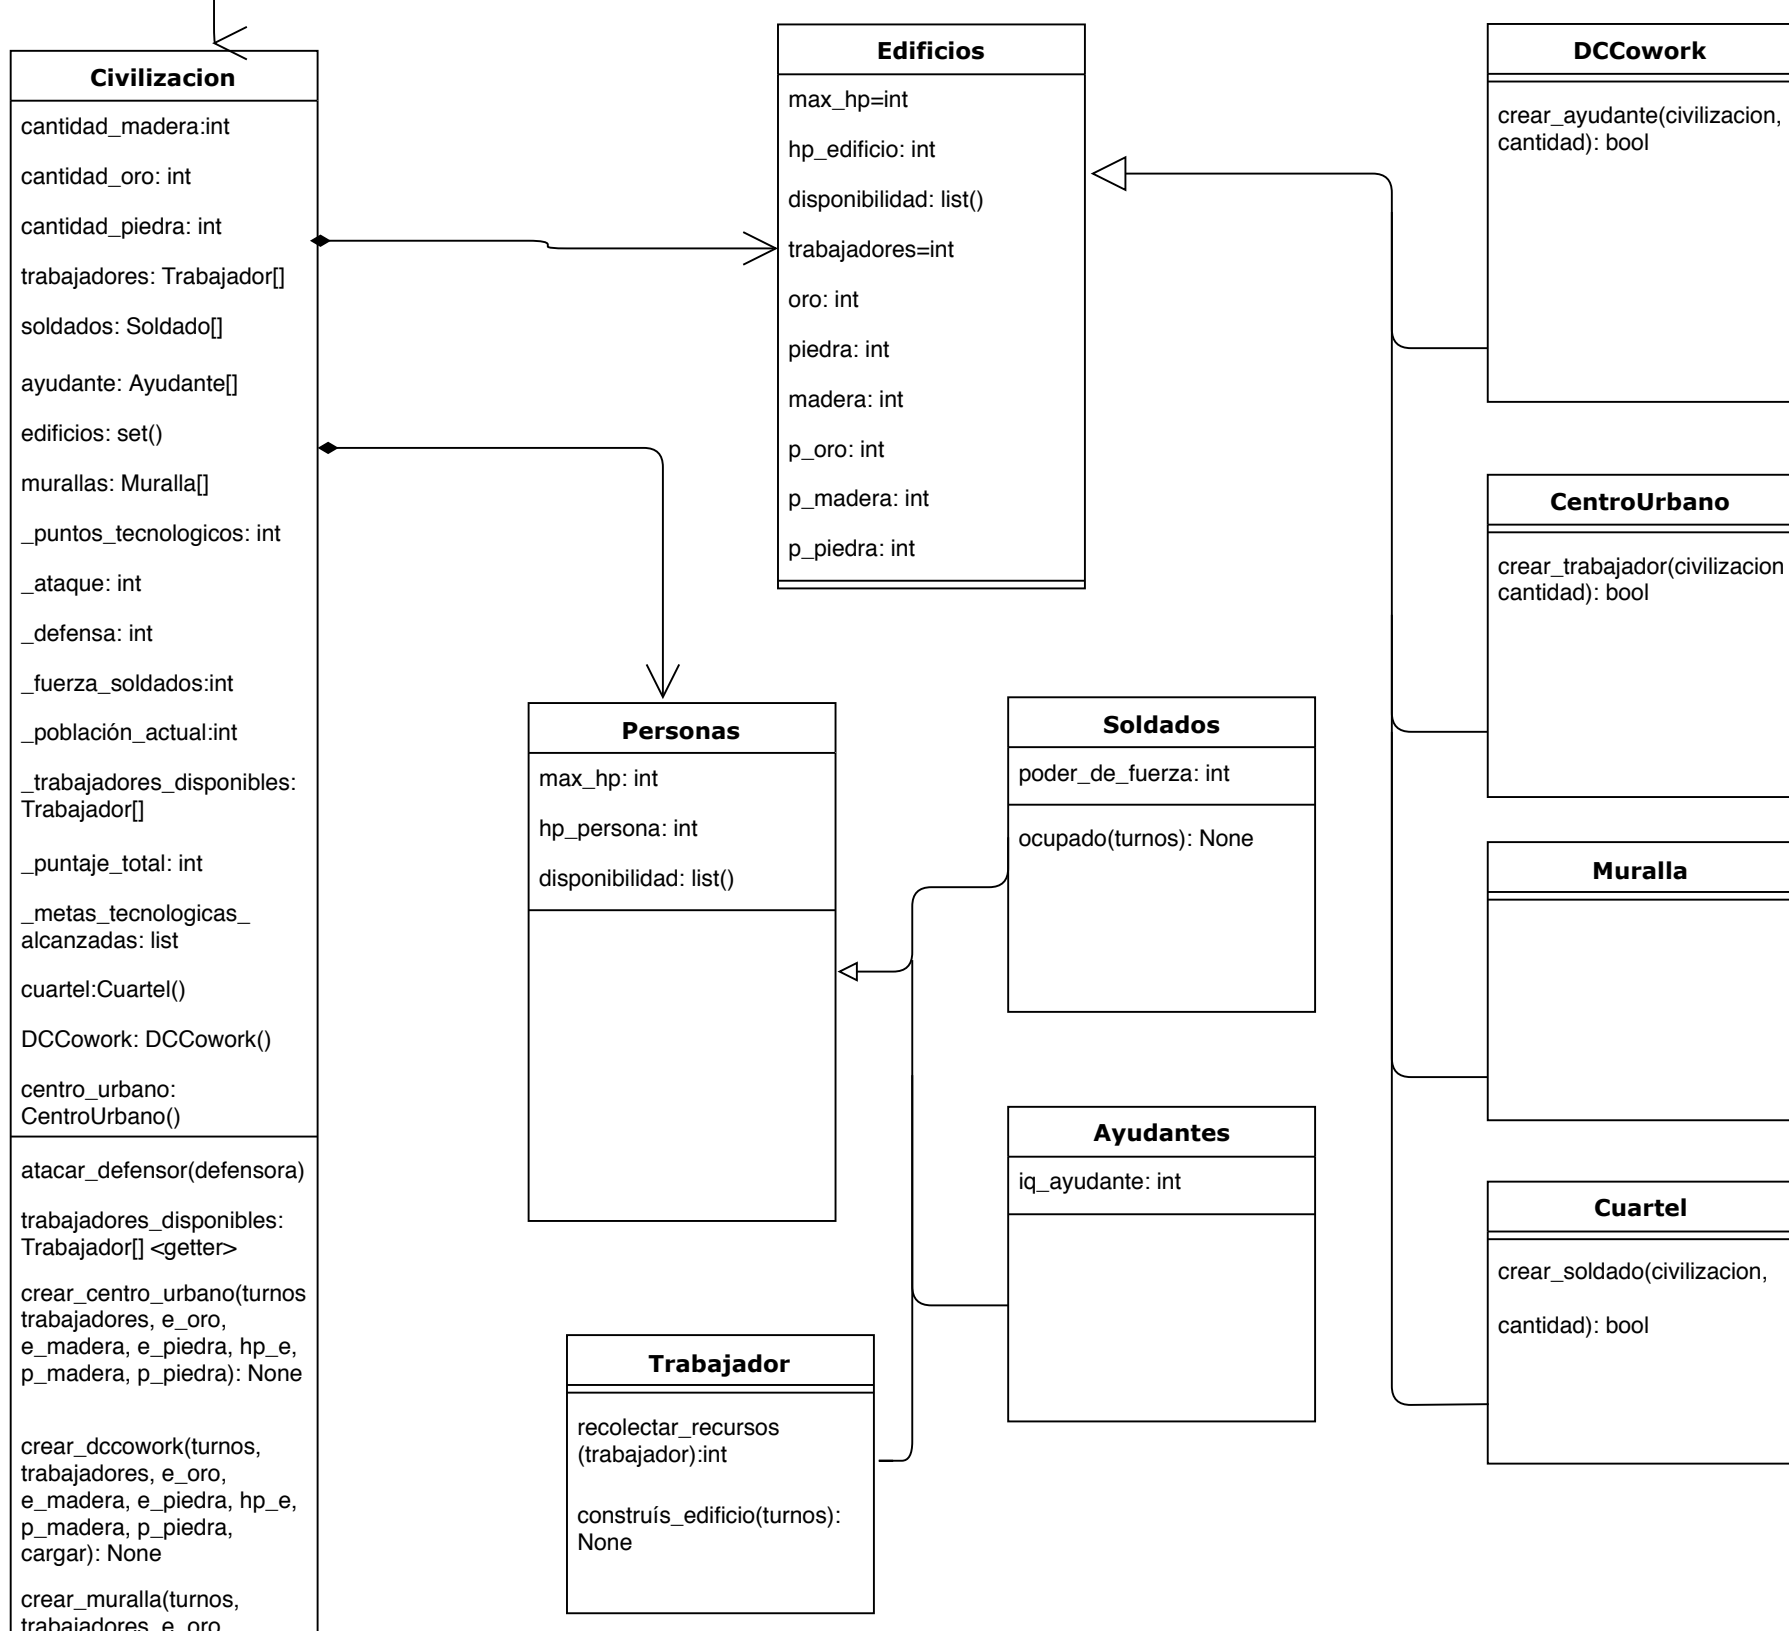 Civilizacion
cantidad_madera:int
cantidad_oro: int
cantidad_piedra: int
trabajadores: Trabajador[]
soldados: Soldado[]
ayudante: Ayudante[]
edificios: set()
murallas: Muralla[]
_puntos_tecnologicos: int
_ataque: int
_defensa: int
_fuerza_soldados:int
_población_actual:int
_trabajadores_disponibles:
Trabajador[]
_puntaje_total: int
_metas_tecnologicas_
alcanzadas: list
cuartel:Cuartel()
DCCowork: DCCowork()
centro_urbano:
CentroUrbano()
atacar_defensor(defensora)
trabajadores_disponibles:
Trabajador[] <getter>
crear_centro_urbano(turnos
trabajadores, e_oro,
e_madera, e_piedra, hp_e,
p_madera, p_piedra): None
crear_dccowork(turnos,
trabajadores, e_oro,
e_madera, e_piedra, hp_e,
p_madera, p_piedra,
cargar): None
crear_muralla(turnos,
trabajadores, e_oro,
Edificios
max_hp=int
hp_edificio: int
disponibilidad: list()
trabajadores=int
oro: int
piedra: int
madera: int
p_oro: int
p_madera: int
p_piedra: int
Personas
max_hp: int
hp_persona: int
disponibilidad: list()
Trabajador
recolectar_recursos
(trabajador):int
construís_edificio(turnos):
None
Soldados
poder_de_fuerza: int
ocupado(turnos): None
Ayudantes
iq_ayudante: int
DCCowork
crear_ayudante(civilizacion,
cantidad): bool
CentroUrbano
crear_trabajador(civilizacion
cantidad): bool
Muralla
Cuartel
crear_soldado(civilizacion,
cantidad): bool